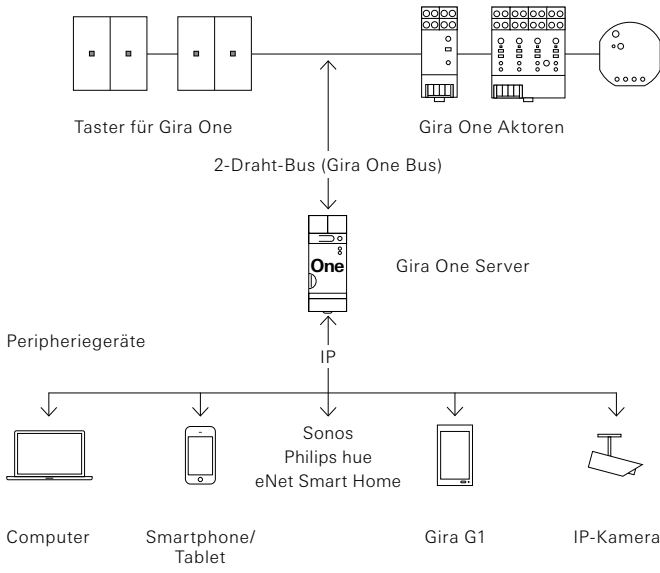 Taster für Gira One
Gira One Aktoren
2-Draht-Bus (Gira One Bus)
One
Gira One Server
Peripheriegeräte
IP
Sonos
Philips hue
eNet Smart Home
Computer
Smartphone/
Tablet
Gira G1
IP-Kamera